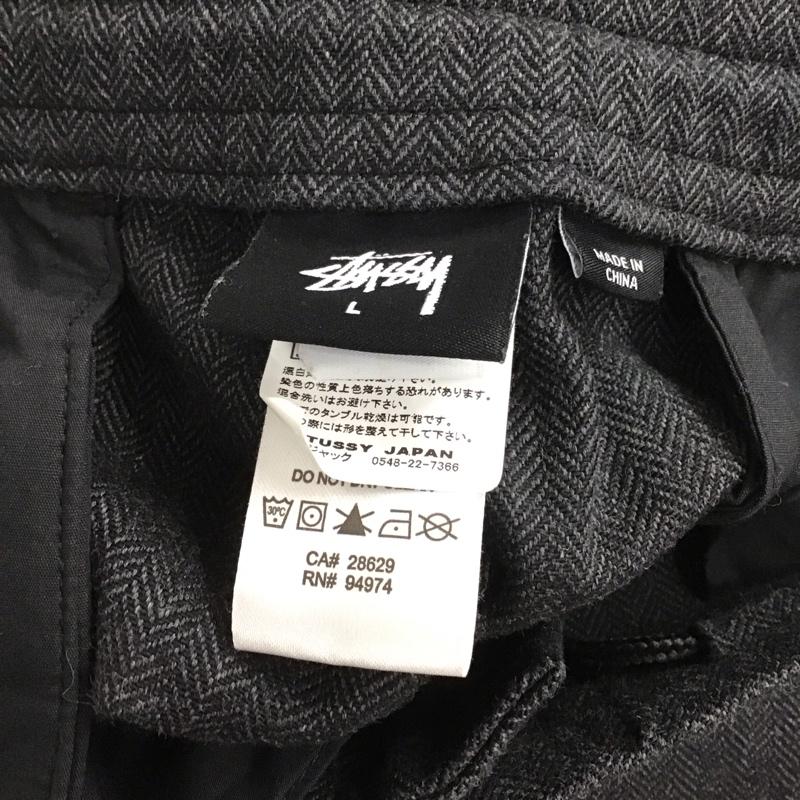 STÜSSY
L
MADE IN
CHINA
染色の性質上色落ちする恐れがあります。
混合洗いはお避け下さい。
のタンブル乾燥は可能です。
の際には形を整えて干して下さい。
TUSSY JAPAN
ジャック 0548-22-7366
DO NOT DRY
30℃
CA# 28629
RN# 94974